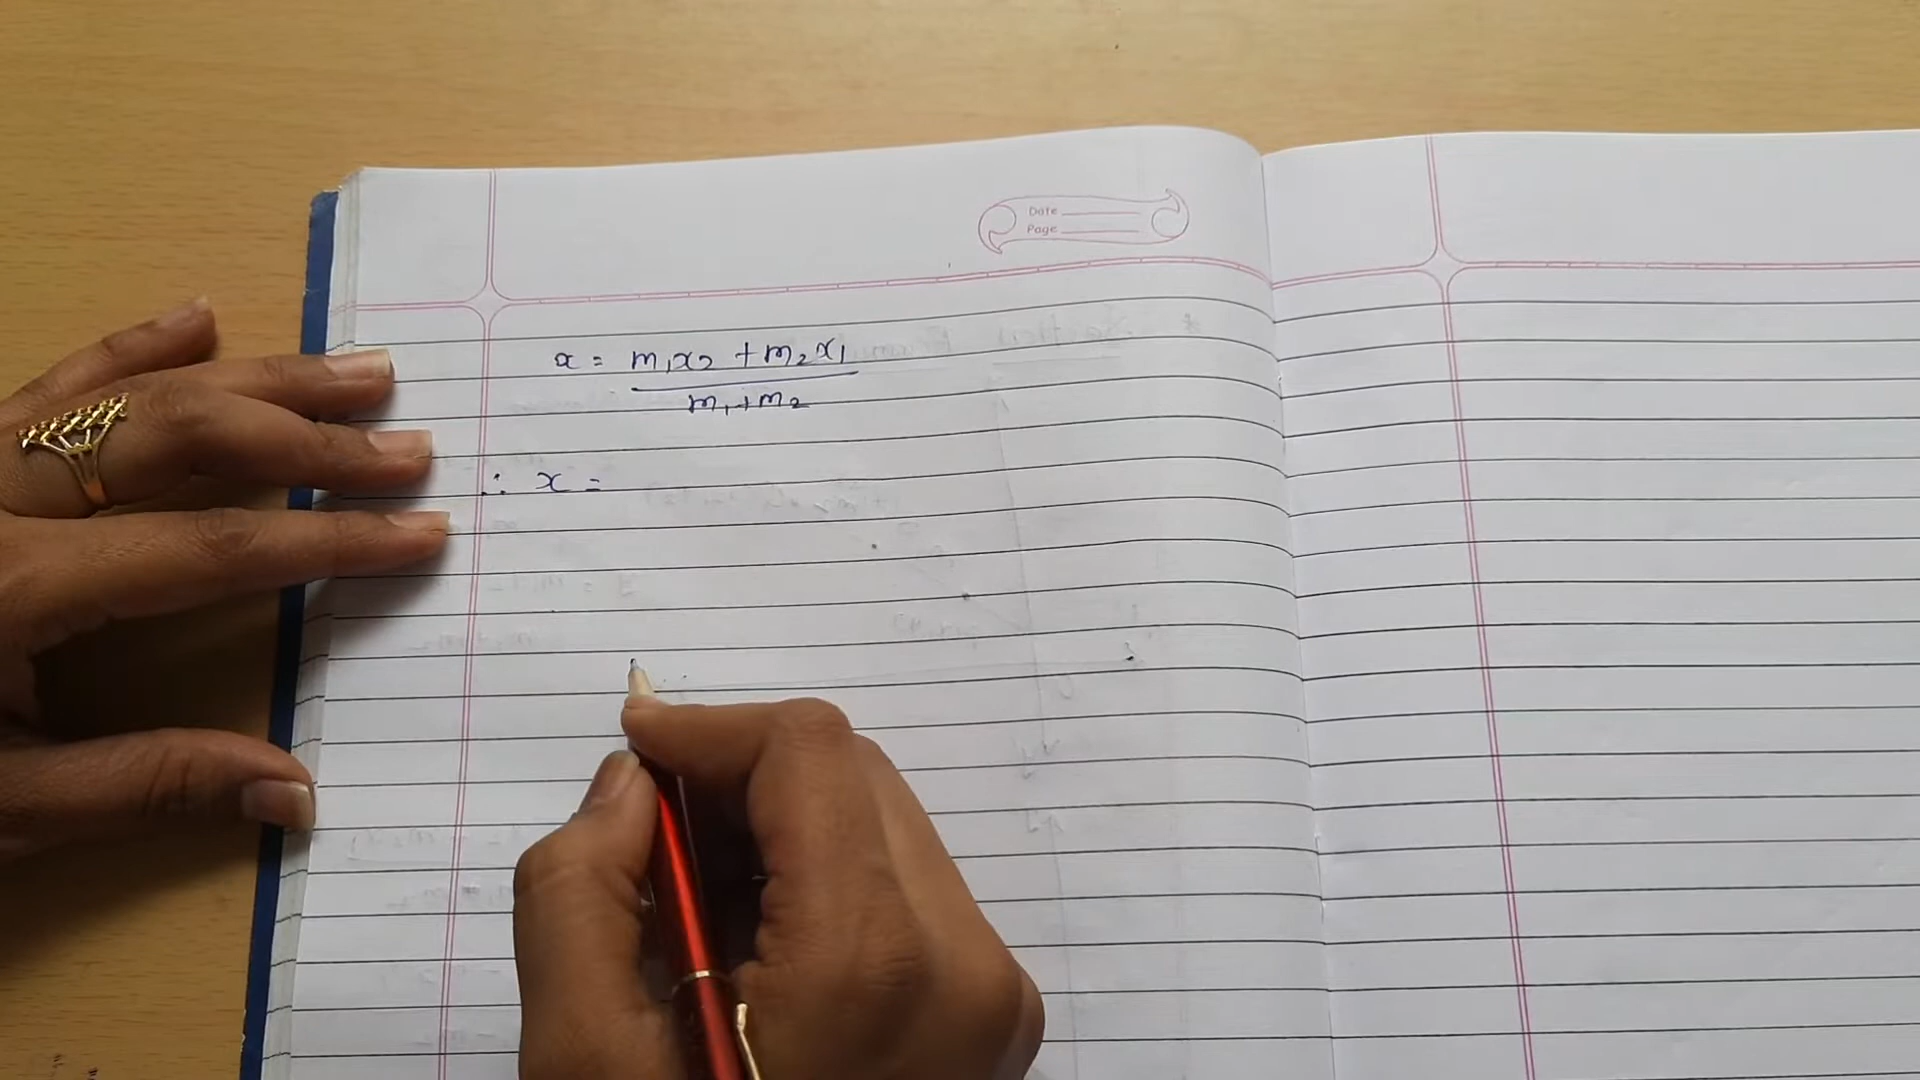 Date
Page
x = m₁x₂ + m₂x₁
m₁ + m₂
∴ x =